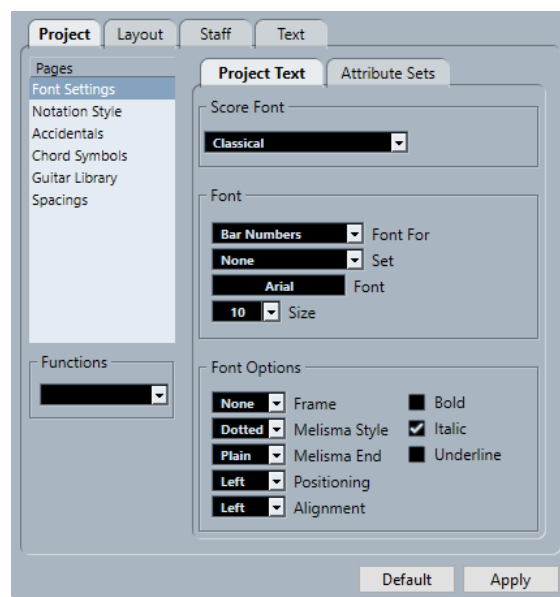 Project Layout Staff Text
Pages
Font Settings
Notation Style
Accidentals
Chord Symbols
Guitar Library
Spacings
Functions
Project Text Attribute Sets
Score Font
Classical
Font
Bar Numbers Font For
None Set
Arial Font
10 Size
Font Options
None Frame Bold
Dotted Melisma Style Italic
Plain Melisma End Underline
Left Positioning
Left Alignment
Default Apply